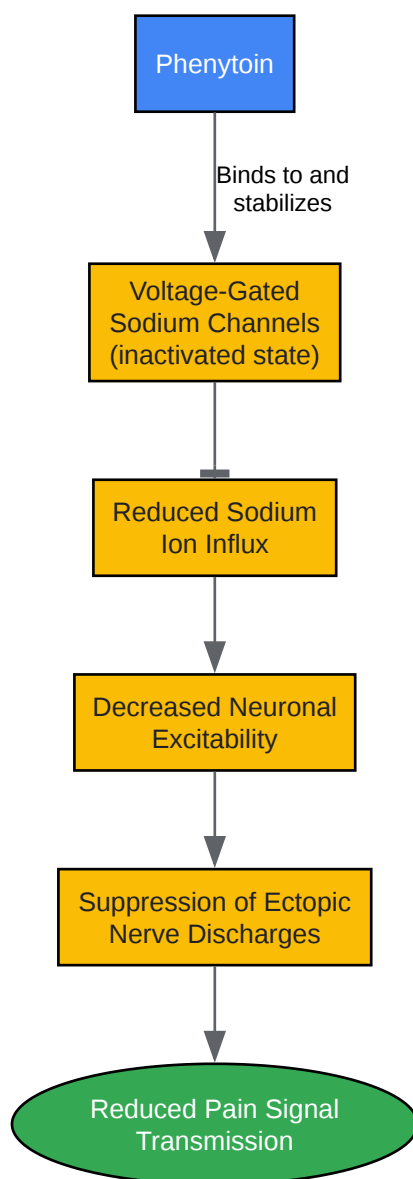 Phenytoin
Binds to and
stabilizes
Voltage-Gated
Sodium Channels
(inactivated state)
Reduced Sodium
Ion Influx
Decreased Neuronal
Excitability
Suppression of Ectopic
Nerve Discharges
Reduced Pain Signal
Transmission